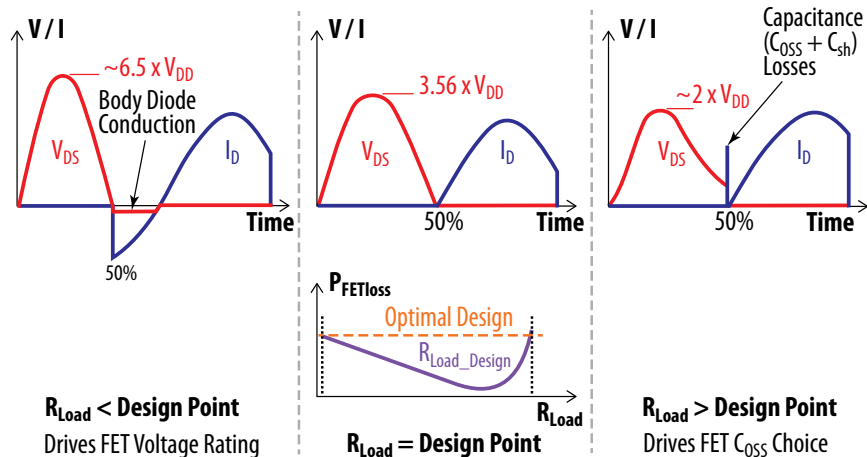 V / I
~6.5 x VDD
Body Diode
Conduction
VDS
ID
Time
50%
RLoad < Design Point
Drives FET Voltage Rating
V / I
3.56 x VDD
VDS
ID
50%
Time
PFETloss
Optimal Design
RLoad_Design
RLoad
RLoad = Design Point
V / I
Capacitance
(COSS + Csh)
Losses
~2 x VDD
VDS
ID
50%
Time
RLoad > Design Point
Drives FET COSS Choice